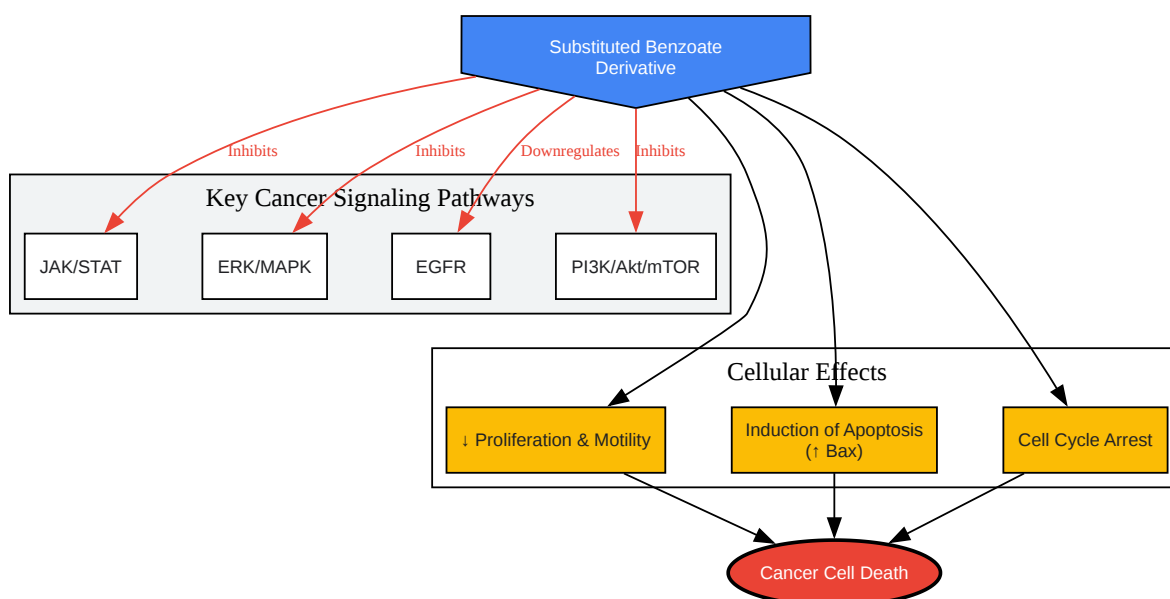 Substituted Benzoate
Derivative
Inhibits
Inhibits
Downregulates
Inhibits
Key Cancer Signaling Pathways
JAK/STAT
ERK/MAPK
EGFR
PI3K/Akt/mTOR
Cellular Effects
↓ Proliferation & Motility
Induction of Apoptosis
(↑ Bax)
Cell Cycle Arrest
Cancer Cell Death